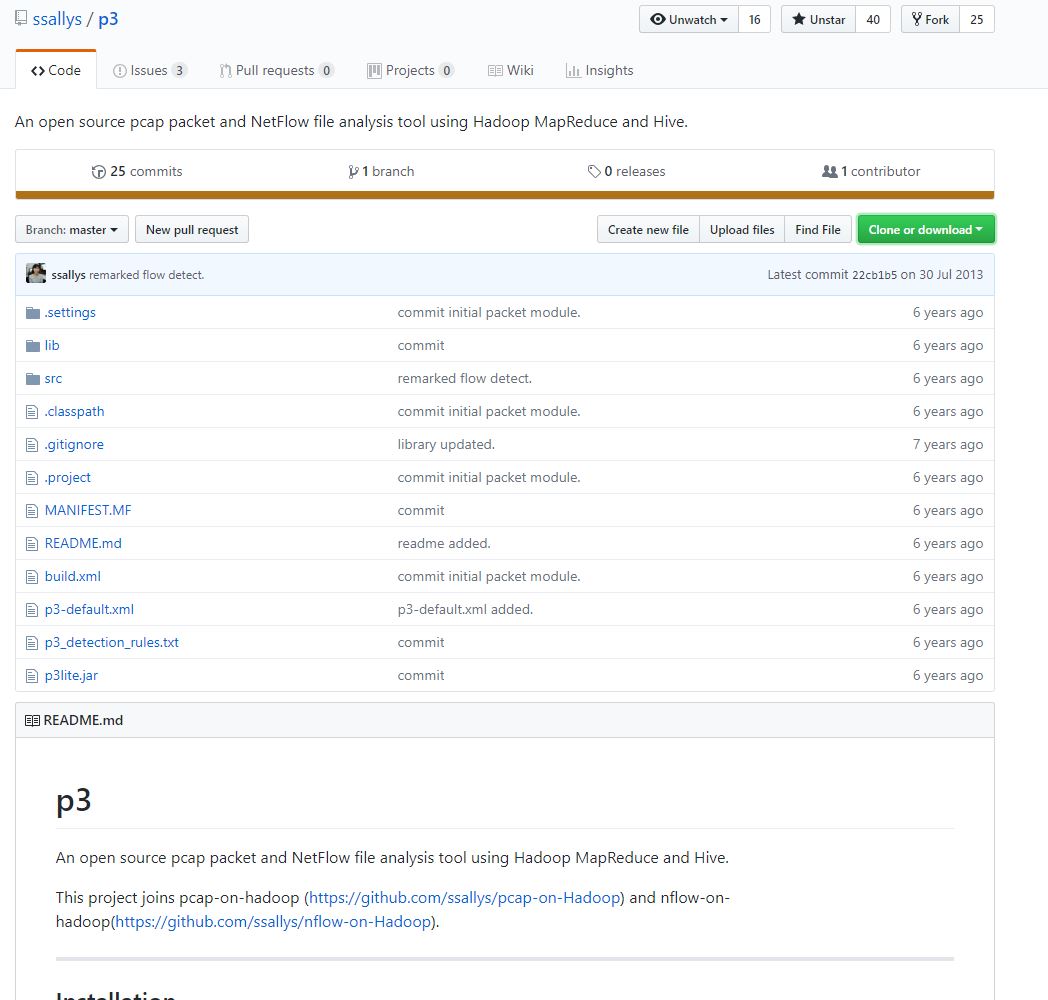 ssallys / p3
Unwatch 16 Unstar 40 Fork 25
Code Issues 3 Pull requests 0 Projects 0 Wiki Insights
An open source pcap packet and NetFlow file analysis tool using Hadoop MapReduce and Hive.
25 commits 1 branch 0 releases 1 contributor
Branch: master New pull request Create new file Upload files Find File Clone or download
ssallys remarked flow detect. Latest commit 22cb1b5 on 30 Jul 2013
.settings commit initial packet module. 6 years ago
lib commit 6 years ago
src remarked flow detect. 6 years ago
.classpath commit initial packet module. 6 years ago
.gitignore library updated. 7 years ago
.project commit initial packet module. 6 years ago
MANIFEST.MF commit 6 years ago
README.md readme added. 6 years ago
build.xml commit initial packet module. 6 years ago
p3-default.xml p3-default.xml added. 6 years ago
p3_detection_rules.txt commit 6 years ago
p3lite.jar commit 6 years ago
README.md
p3
An open source pcap packet and NetFlow file analysis tool using Hadoop MapReduce and Hive.
This project joins pcap-on-hadoop (https://github.com/ssallys/pcap-on-Hadoop) and nflow-on-
hadoop(https://github.com/ssallys/nflow-on-Hadoop).
Installation